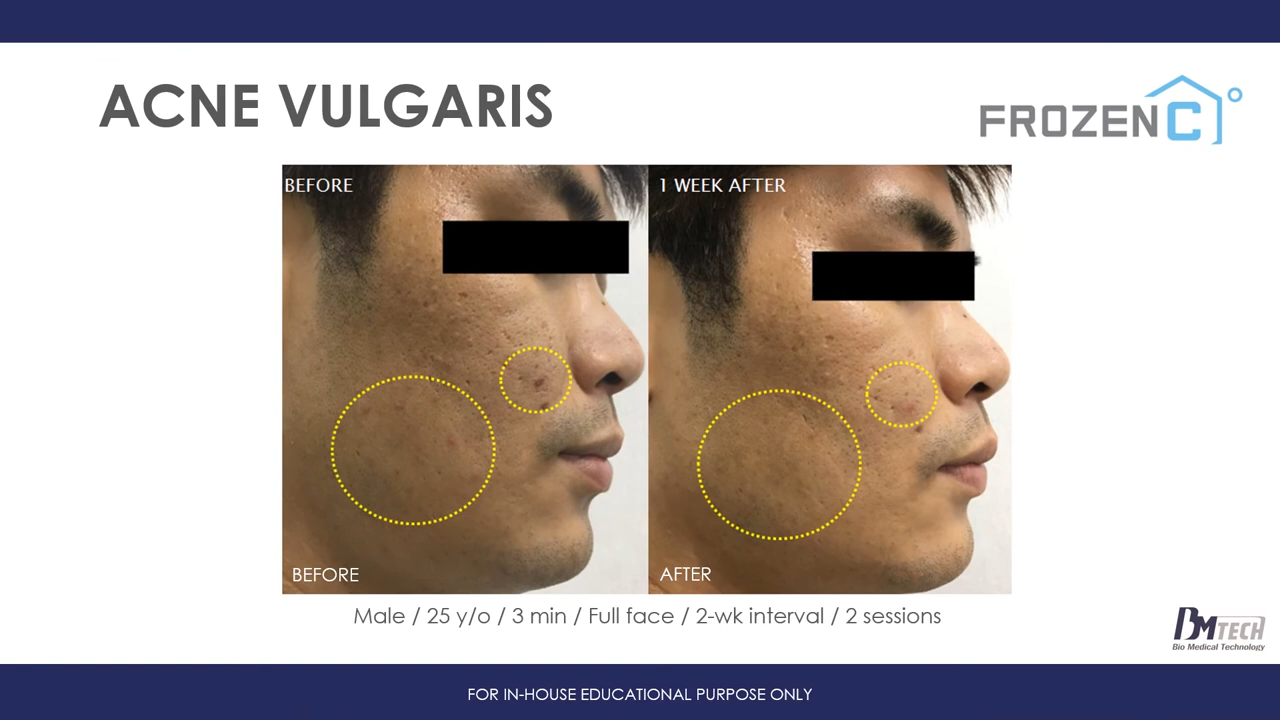 ACNE VULGARIS
FROZEN C°
BEFORE
1 WEEK AFTER
BEFORE
AFTER
Male / 25 y/o / 3 min / Full face / 2-wk interval / 2 sessions
BMTECH
Bio Medical Technology
FOR IN-HOUSE EDUCATIONAL PURPOSE ONLY